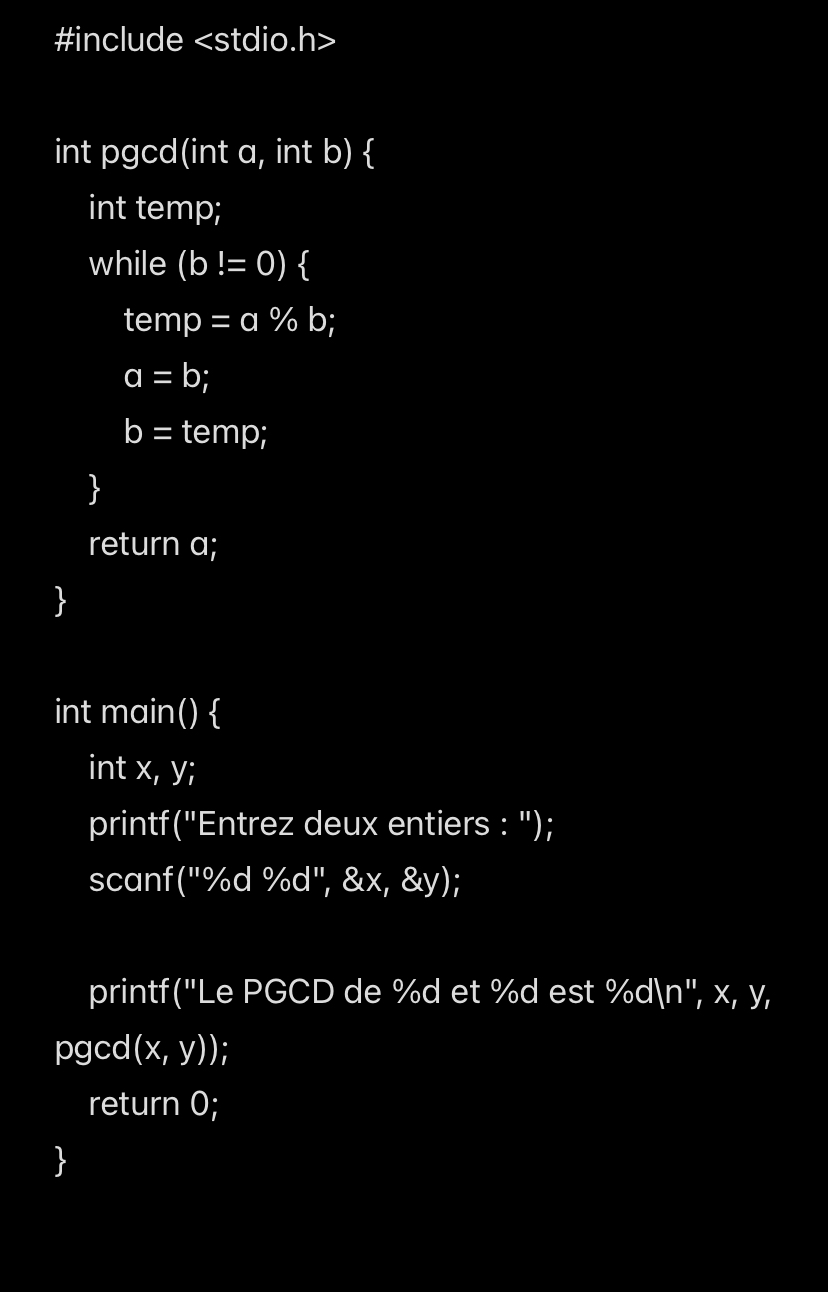 #include <stdio.h>

int pgcd(int a, int b) {
    int temp;
    while (b != 0) {
        temp = a % b;
        a = b;
        b = temp;
    }
    return a;
}

int main() {
    int x, y;
    printf("Entrez deux entiers : ");
    scanf("%d %d", &x, &y);

    printf("Le PGCD de %d et %d est %d\n", x, y,
pgcd(x, y));
    return 0;
}